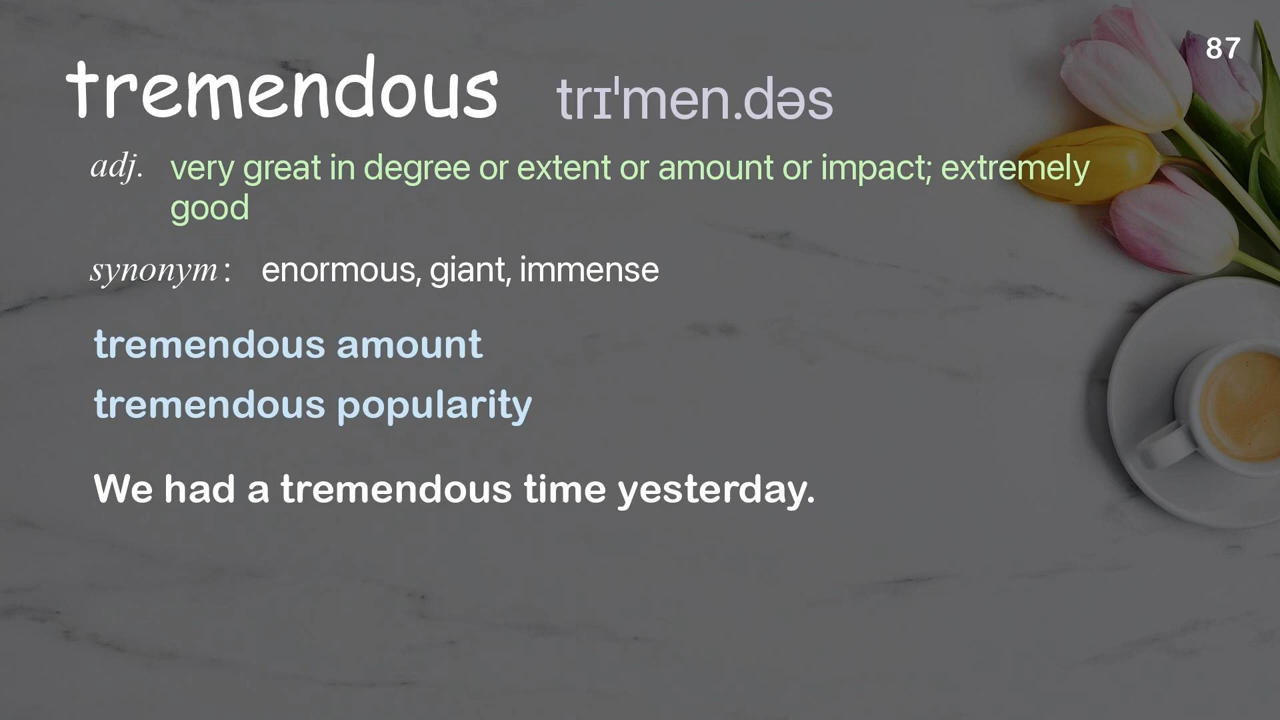 87
tremendous trɪˈmen.dəs
adj. very great in degree or extent or amount or impact; extremely
good
synonym: enormous, giant, immense
tremendous amount
tremendous popularity
We had a tremendous time yesterday.